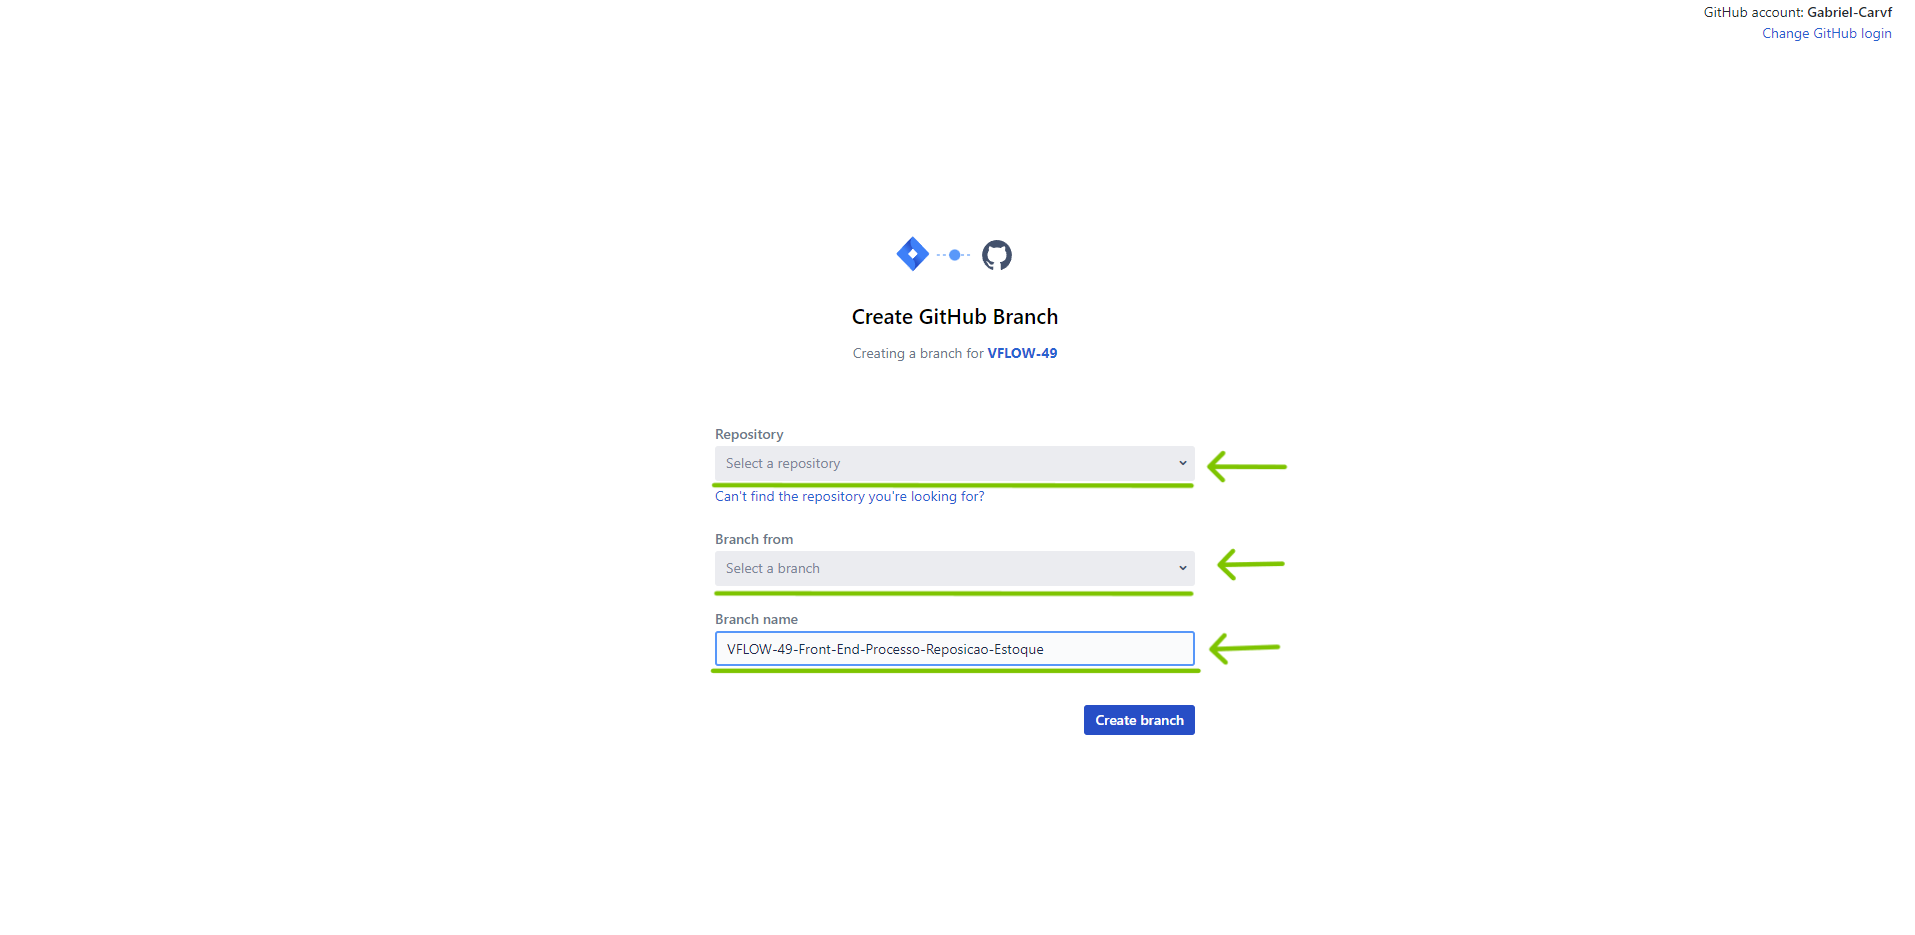 GitHub account: Gabriel-Carvf
Change GitHub login
Create GitHub Branch
Creating a branch for VFLOW-49
Repository
Select a repository
Can't find the repository you're looking for?
Branch from
Select a branch
Branch name
VFLOW-49-Front-End-Processo-Reposicao-Estoque
Create branch